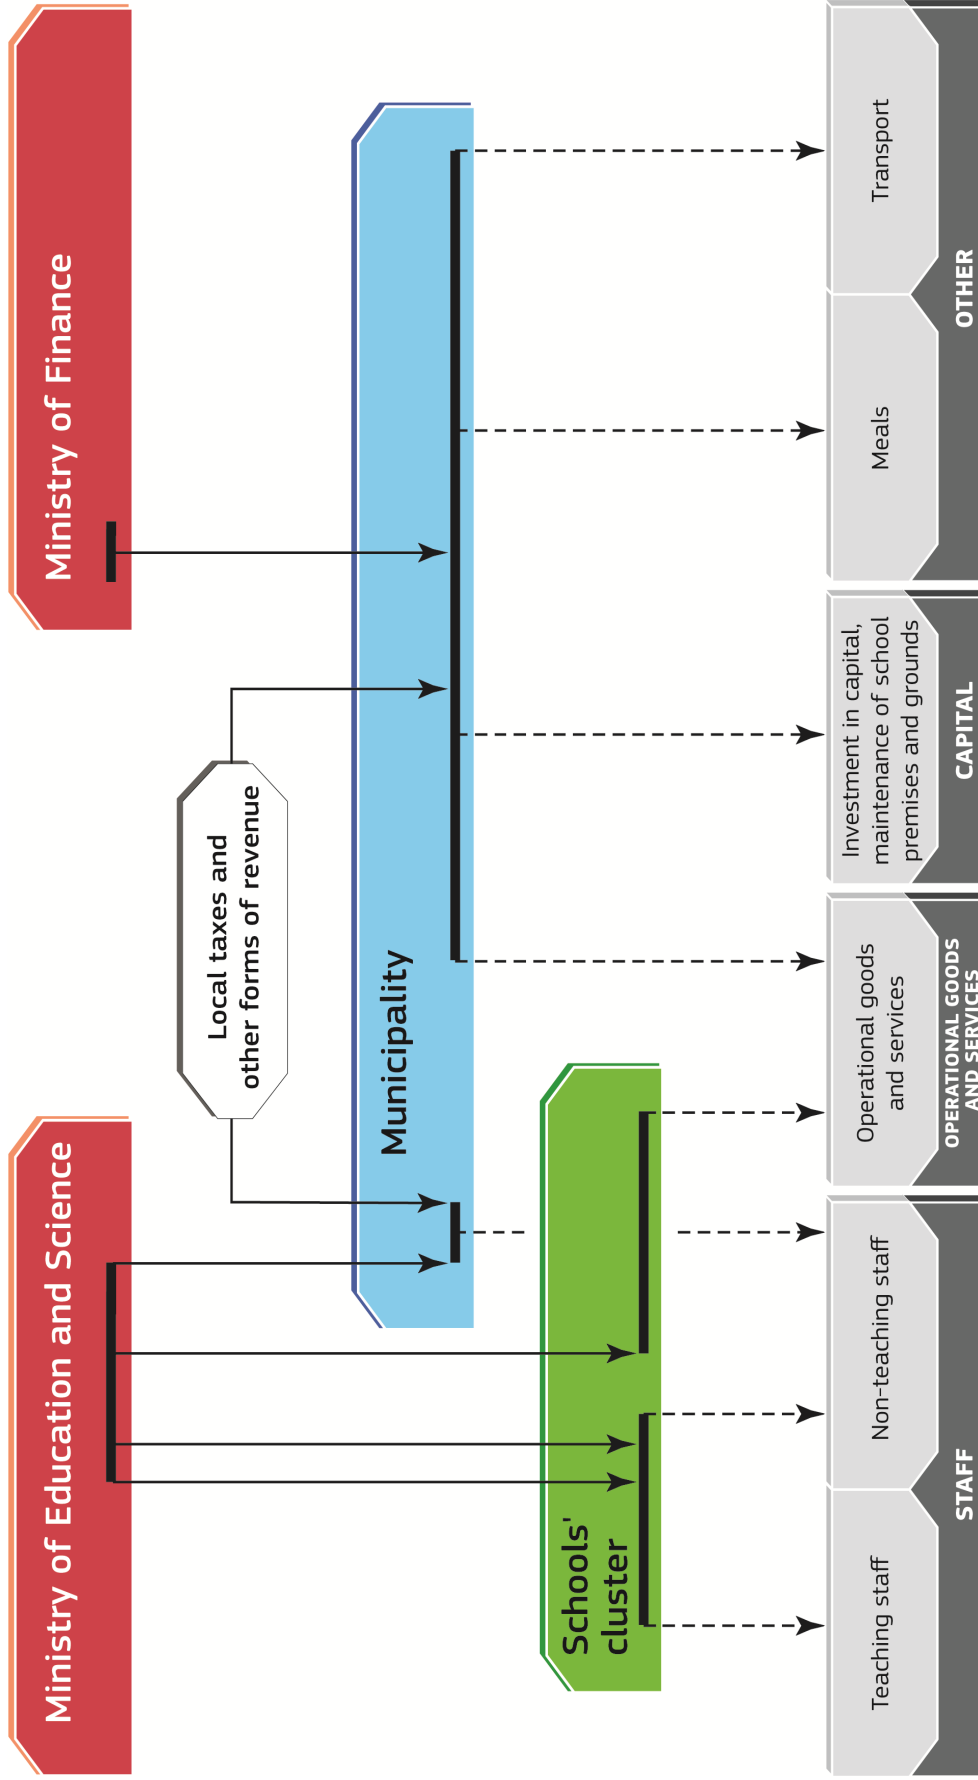 Ministry of Education and Science
Ministry of Finance
Local taxes and
other forms of revenue
Municipality
Schools'
cluster
Teaching staff
Non-teaching staff
Operational goods
and services
Investment in capital,
maintenance of school
premises and grounds
Meals
Transport
STAFF
OPERATIONAL GOODS
AND SERVICES
CAPITAL
OTHER